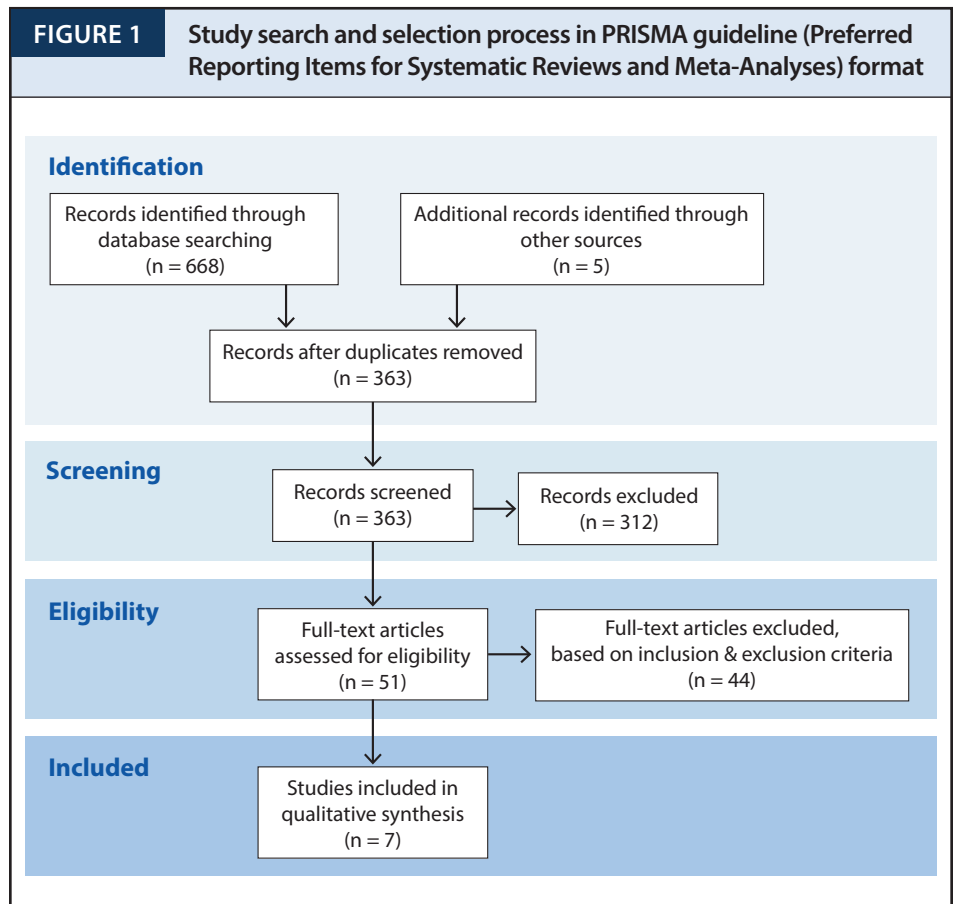 FIGURE 1
Study search and selection process in PRISMA guideline (Preferred
Reporting Items for Systematic Reviews and Meta-Analyses) format
Identification
Records identified through
database searching
(n = 668)
Additional records identified through
other sources
(n = 5)
Records after duplicates removed
(n = 363)
Screening
Records screened
(n = 363)
Records excluded
(n = 312)
Eligibility
Full-text articles
assessed for eligibility
(n = 51)
Full-text articles excluded,
based on inclusion & exclusion criteria
(n = 44)
Included
Studies included in
qualitative synthesis
(n = 7)